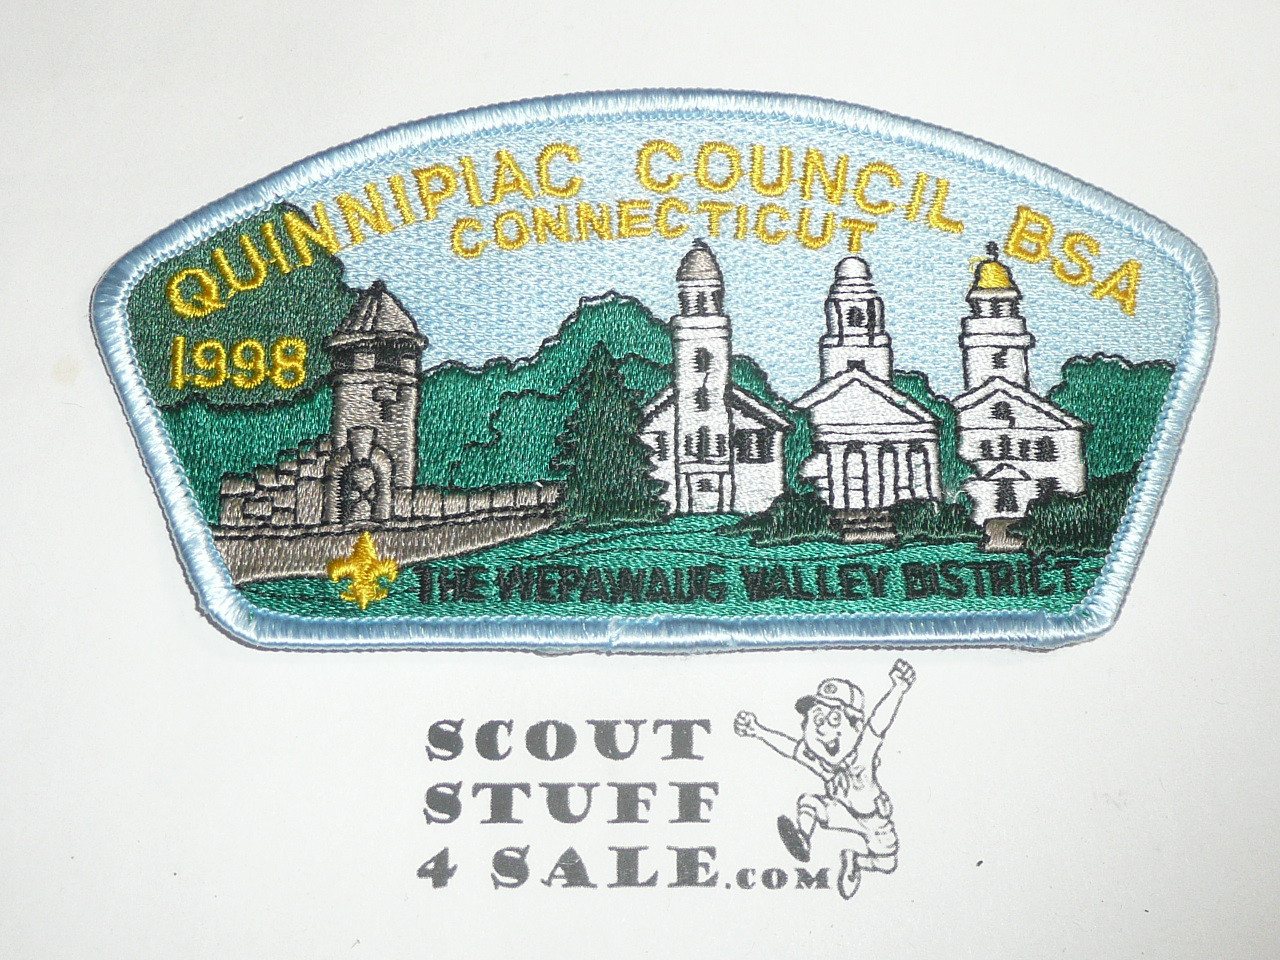 QUINNIPIAC COUNCIL BSA
CONNECTICUT
1998
THE WEPAWAUG VALLEY DISTRICT
SCOUT
STUFF
4 SALE.COM